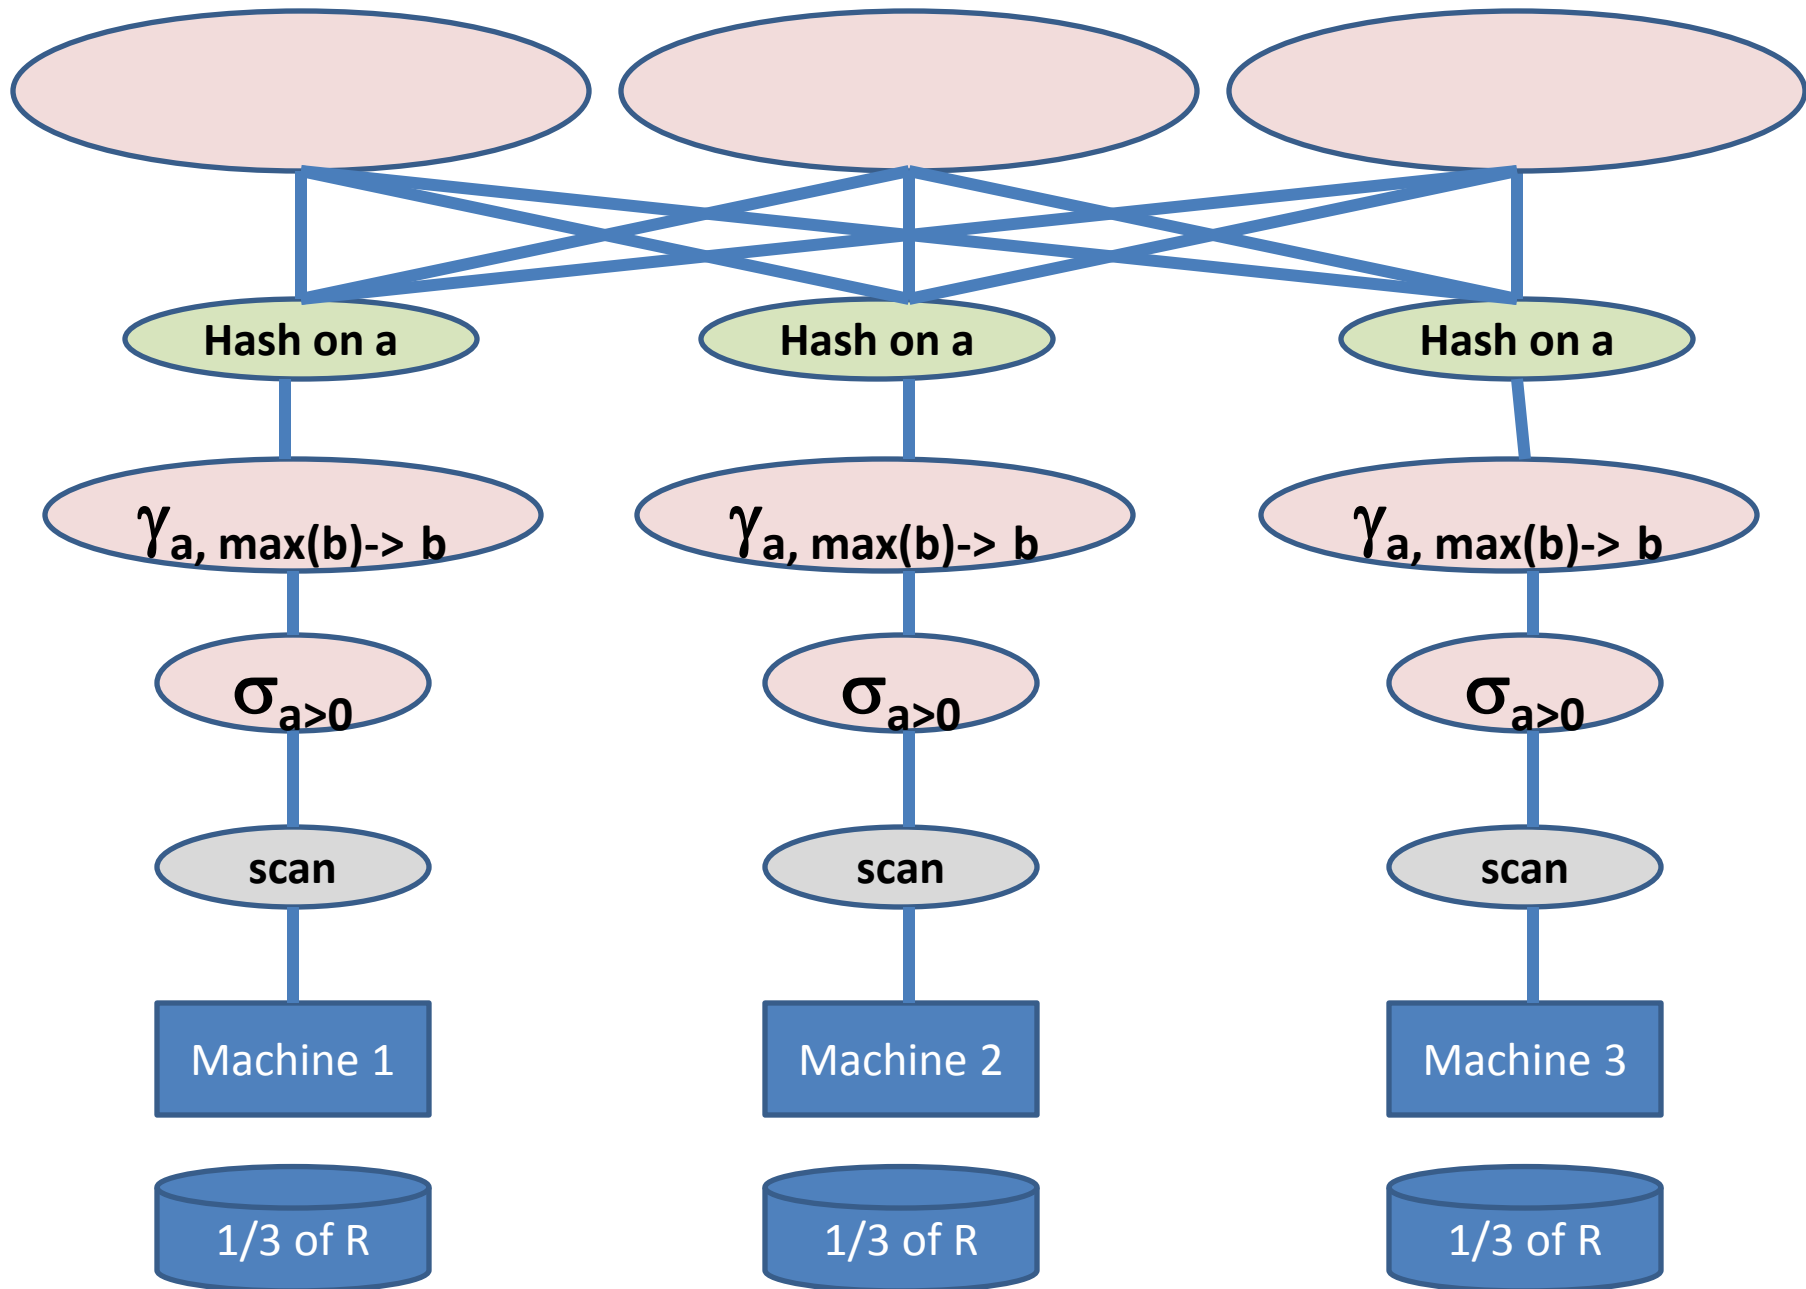 Hash on a Hash on a Hash on a
γa, max(b)-> b γa, max(b)-> b γa, max(b)-> b
σa>0 σa>0 σa>0
scan scan scan
Machine 1 Machine 2 Machine 3
1/3 of R 1/3 of R 1/3 of R